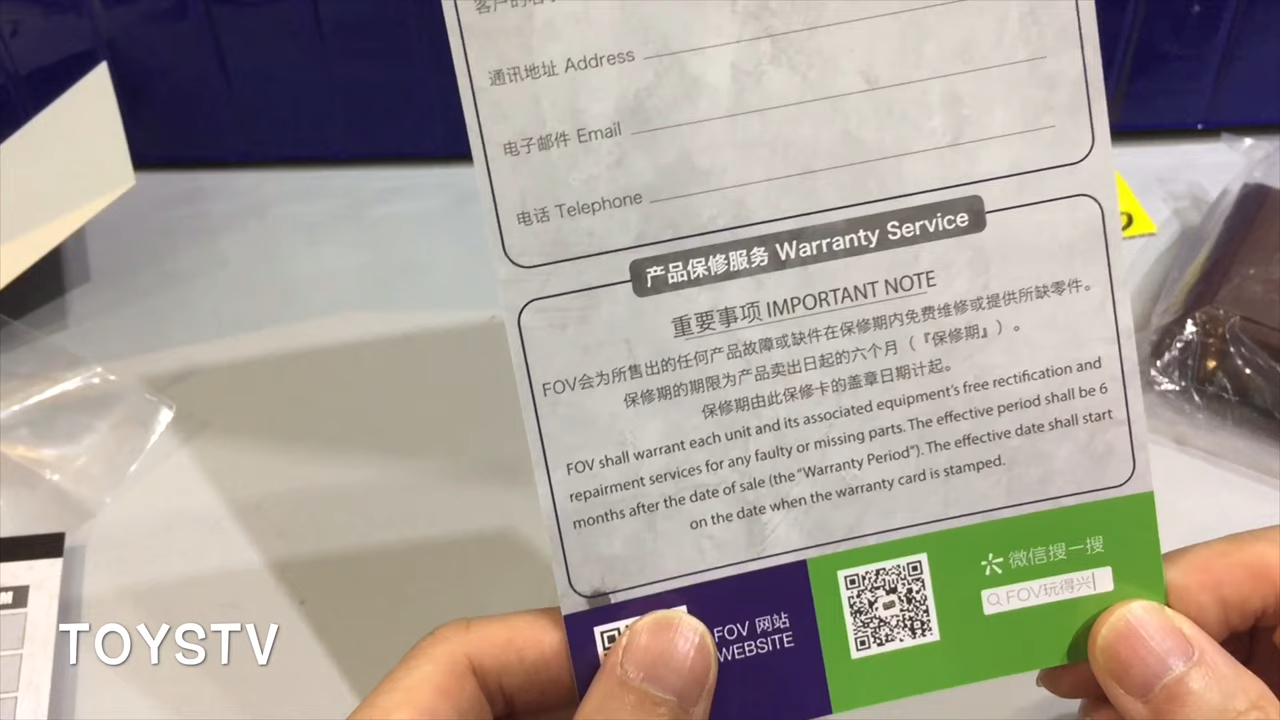 通讯地址 Address
电子邮件 Email
电话 Telephone
产品保修服务 Warranty Service
重要事项 IMPORTANT NOTE
FOV会为所售出的任何产品故障或缺件在保修期内免费维修或提供所缺零件。
保修期的期限为产品卖出日起的六个月（『保修期』）。
保修期由此保修卡的盖章日期计起。
FOV shall warrant each unit and its associated equipment's free rectification and
repairment services for any faulty or missing parts. The effective period shall be 6
months after the date of sale (the "Warranty Period"). The effective date shall start
on the date when the warranty card is stamped.
FOV 网站
WEBSITE
微信搜一搜
FOV玩得兴
TOYSTV